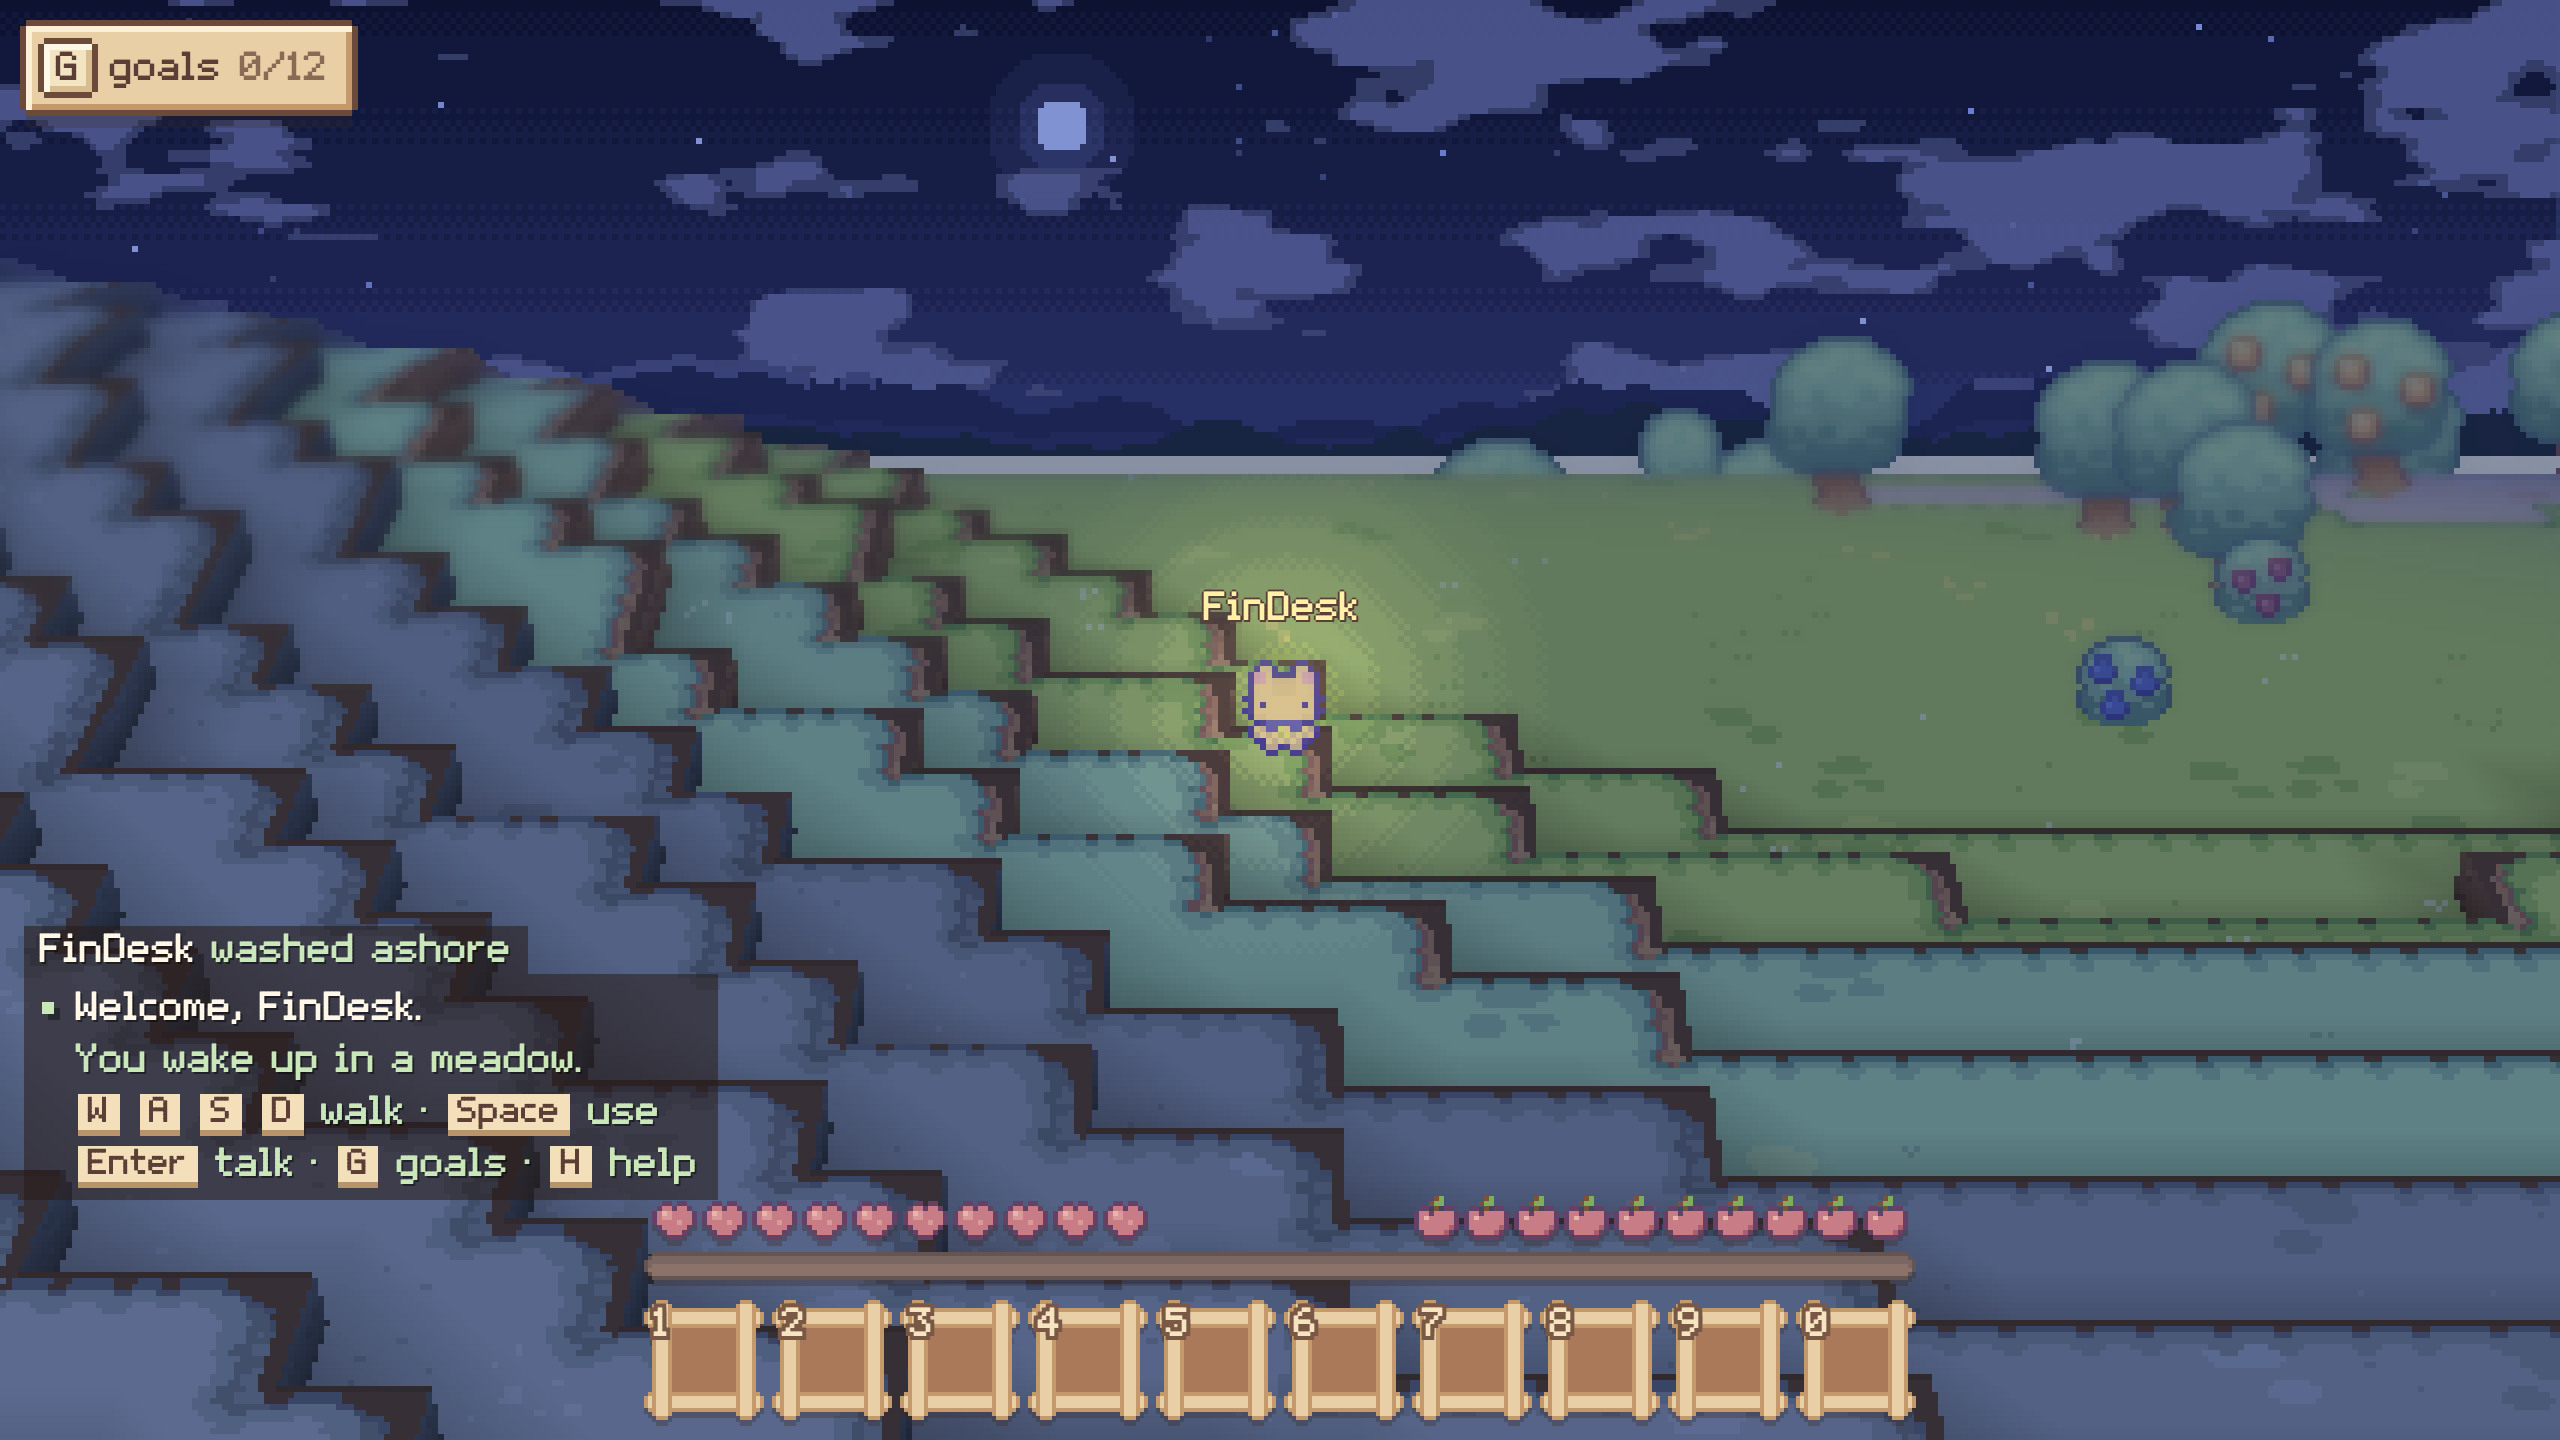 G goals 0/12
FinDesk
FinDesk washed ashore
Welcome, FinDesk.
You wake up in a meadow.
W A S D walk · Space use
Enter talk · G goals · H help
1 2 3 4 5 6 7 8 9 0